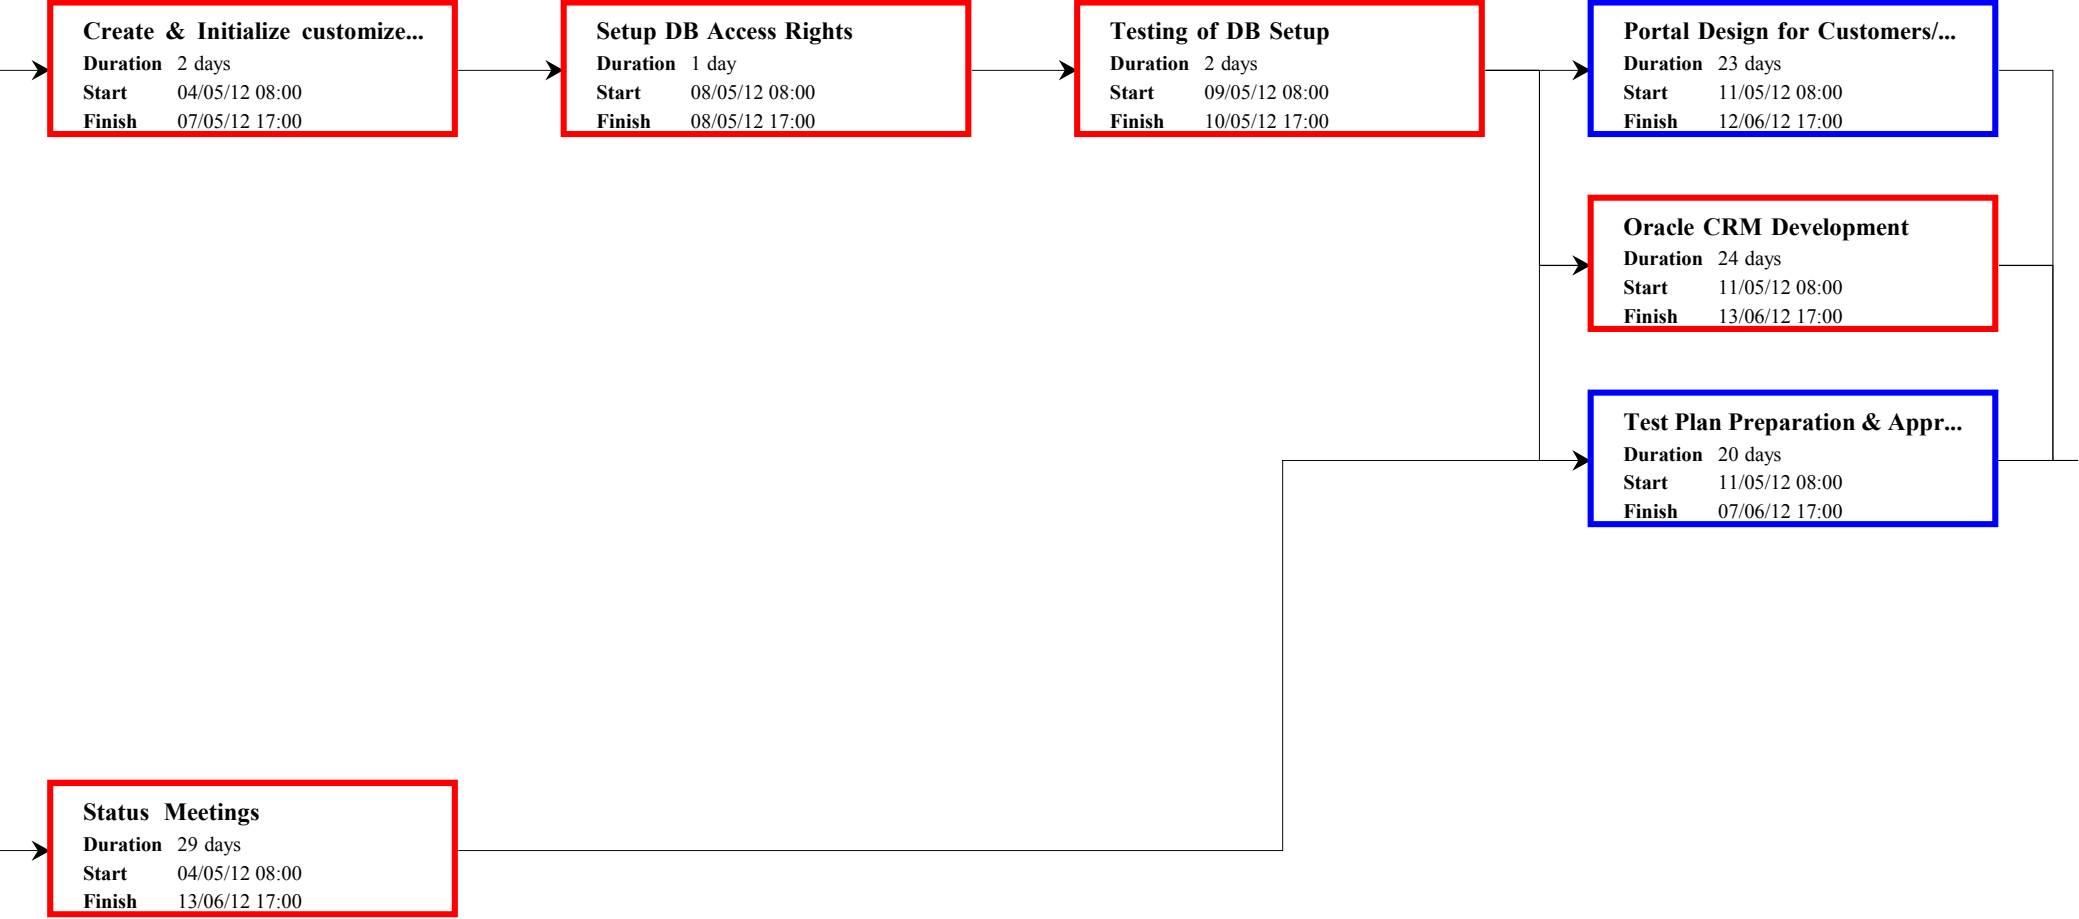 Create & Initialize customize...
Duration 2 days
Start 04/05/12 08:00
Finish 07/05/12 17:00
Setup DB Access Rights
Duration 1 day
Start 08/05/12 08:00
Finish 08/05/12 17:00
Testing of DB Setup
Duration 2 days
Start 09/05/12 08:00
Finish 10/05/12 17:00
Portal Design for Customers/...
Duration 23 days
Start 11/05/12 08:00
Finish 12/06/12 17:00
Oracle CRM Development
Duration 24 days
Start 11/05/12 08:00
Finish 13/06/12 17:00
Test Plan Preparation & Appr...
Duration 20 days
Start 11/05/12 08:00
Finish 07/06/12 17:00
Status Meetings
Duration 29 days
Start 04/05/12 08:00
Finish 13/06/12 17:00